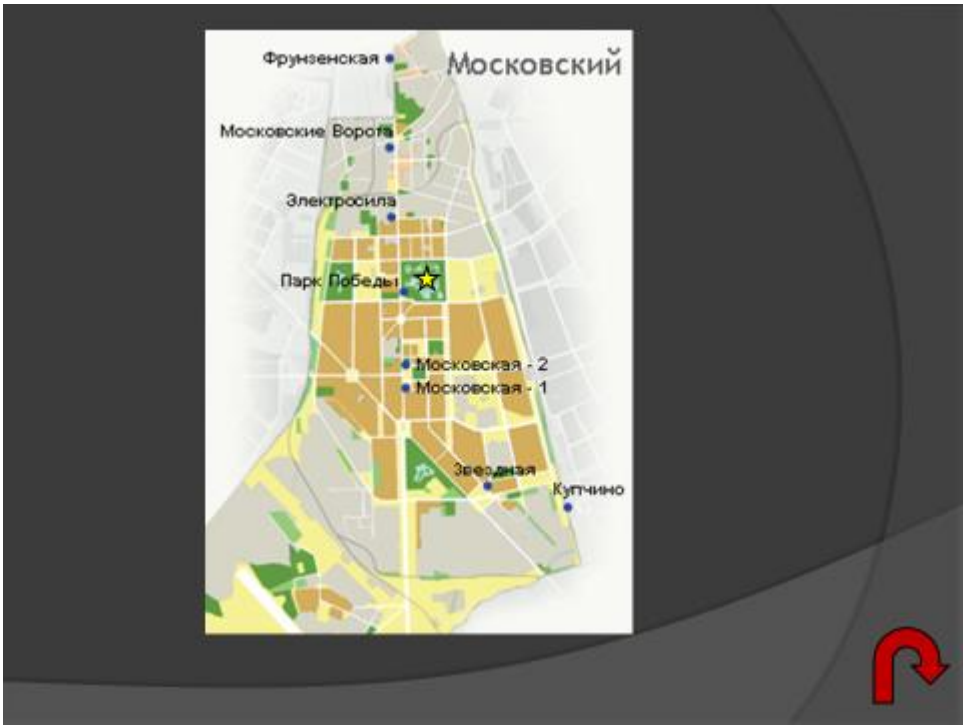 Фрунзенская
Московский
Московские Ворота
Электросила
Парк Победы
Московская - 2
Московская - 1
Звездная
Купчино